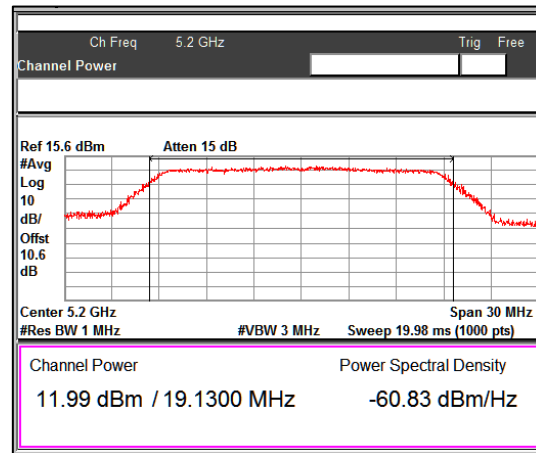 Ch Freq 5.2 GHz Trig Free
Channel Power
Ref 15.6 dBm Atten 15 dB
#Avg
Log
10
dB/
Offst
10.6
dB
Center 5.2 GHz Span 30 MHz
#Res BW 1 MHz #VBW 3 MHz Sweep 19.98 ms (1000 pts)
Channel Power Power Spectral Density
11.99 dBm / 19.1300 MHz -60.83 dBm/Hz